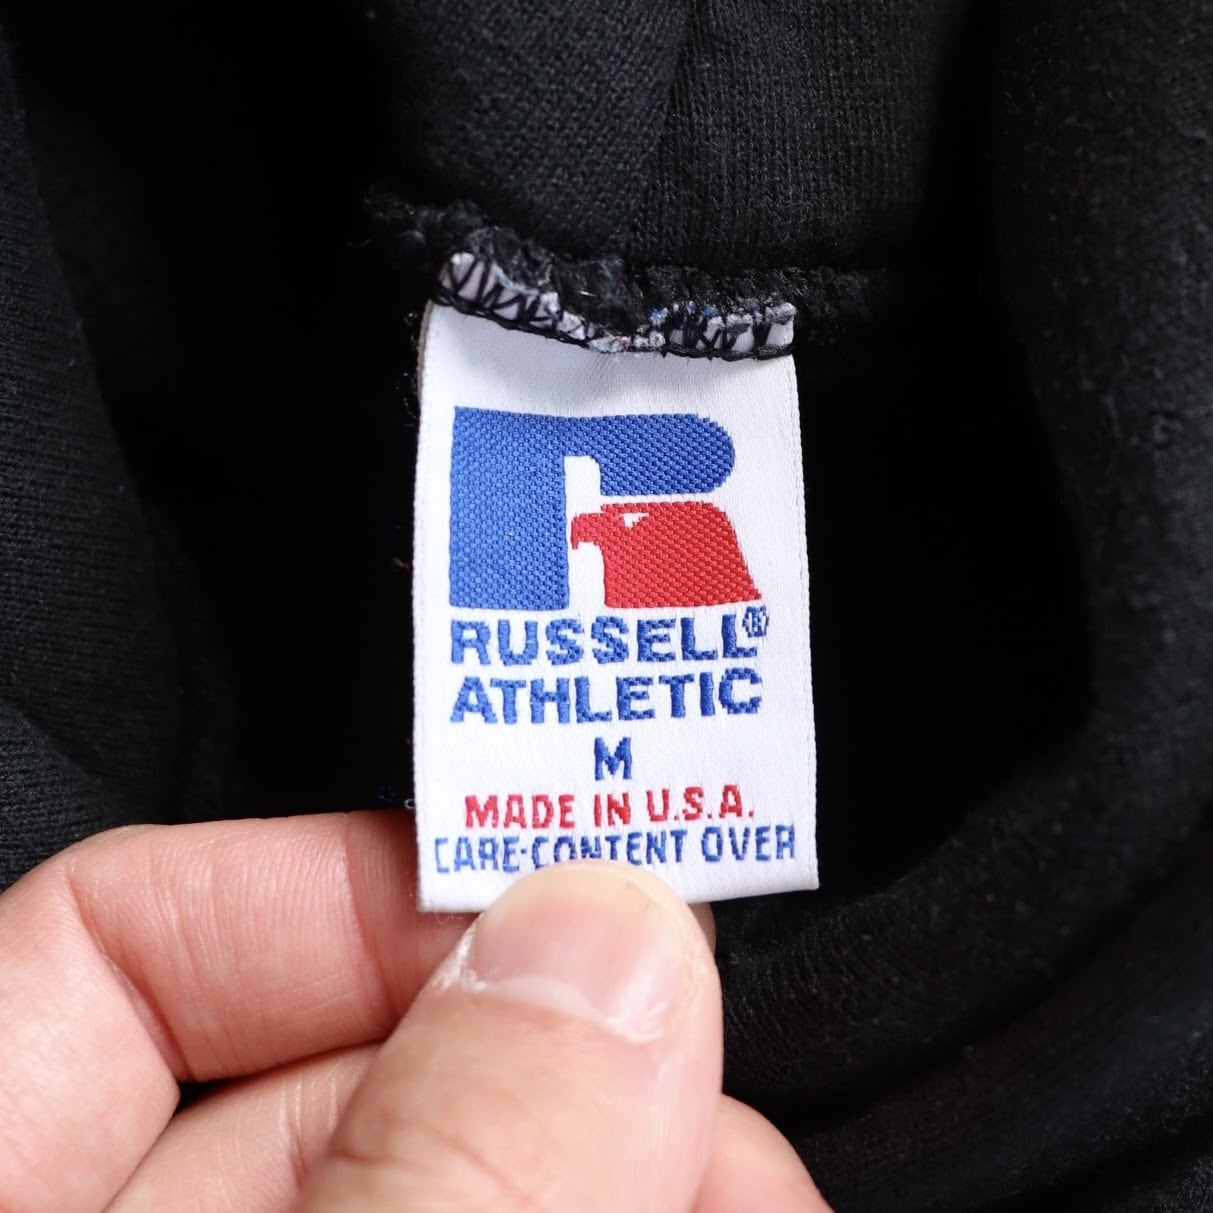 RUSSELL®
ATHLETIC
M
MADE IN U.S.A.
CARE-CONTENT OVER